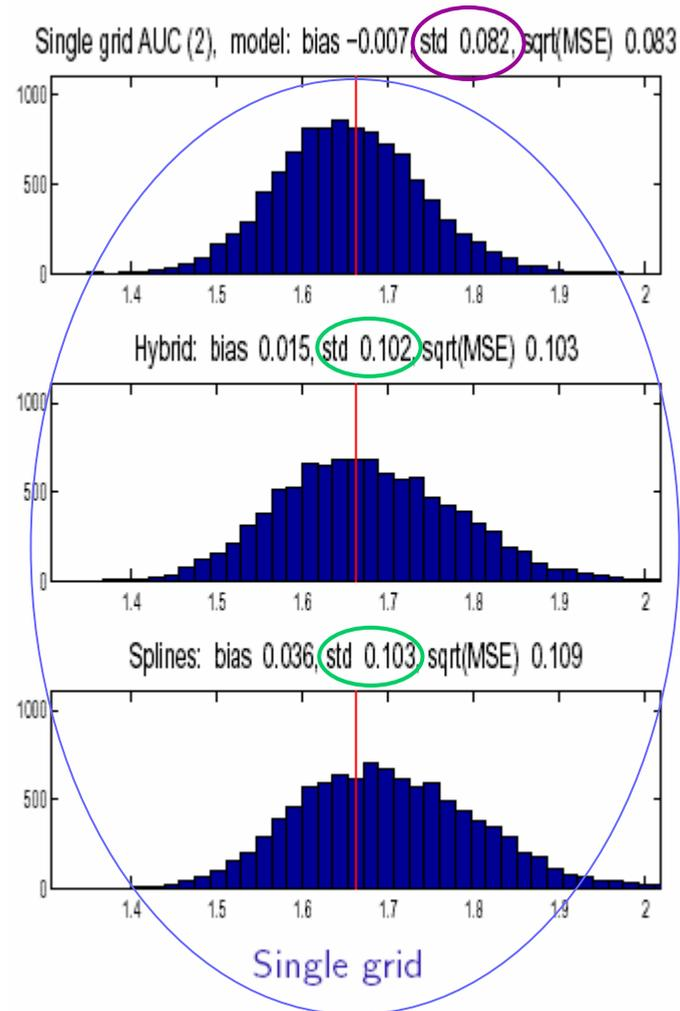 Single grid AUC (2), model: bias −0.007, std 0.082, sqrt(MSE) 0.083
1000
500
0
1.4 1.5 1.6 1.7 1.8 1.9 2
Hybrid: bias 0.015, std 0.102, sqrt(MSE) 0.103
1000
500
0
1.4 1.5 1.6 1.7 1.8 1.9 2
Splines: bias 0.036, std 0.103, sqrt(MSE) 0.109
1000
500
0
1.4 1.5 1.6 1.7 1.8 1.9 2
Single grid